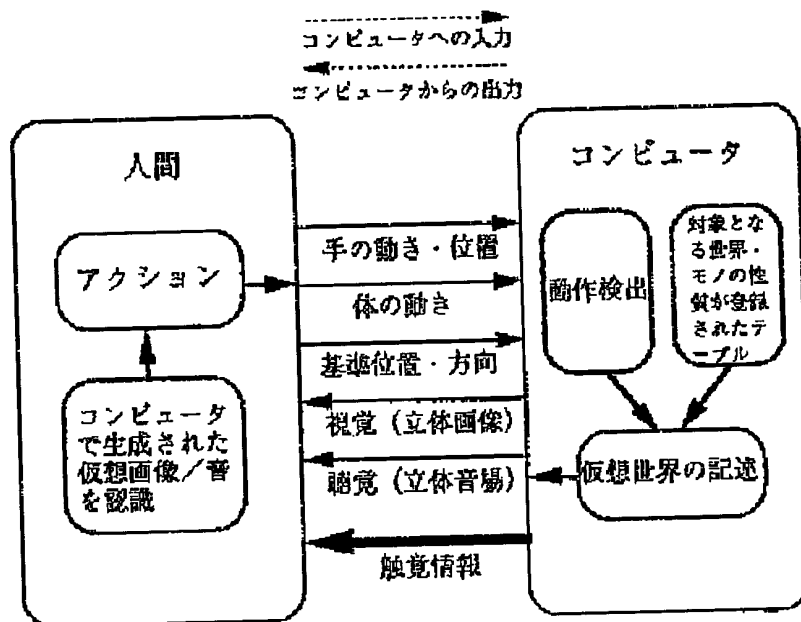 コンピュータへの入力
コンピュータからの出力
人間
アクション
コンピュータ
で生成された
仮想画像／音
を認識
手の動き・位置
体の動き
基準位置・方向
視覚（立体画像）
聴覚（立体音場）
触覚情報
コンピュータ
動作検出
対象とな
る世界・
モノの性
質が登録
されたテ
ーブル
仮想世界の記述